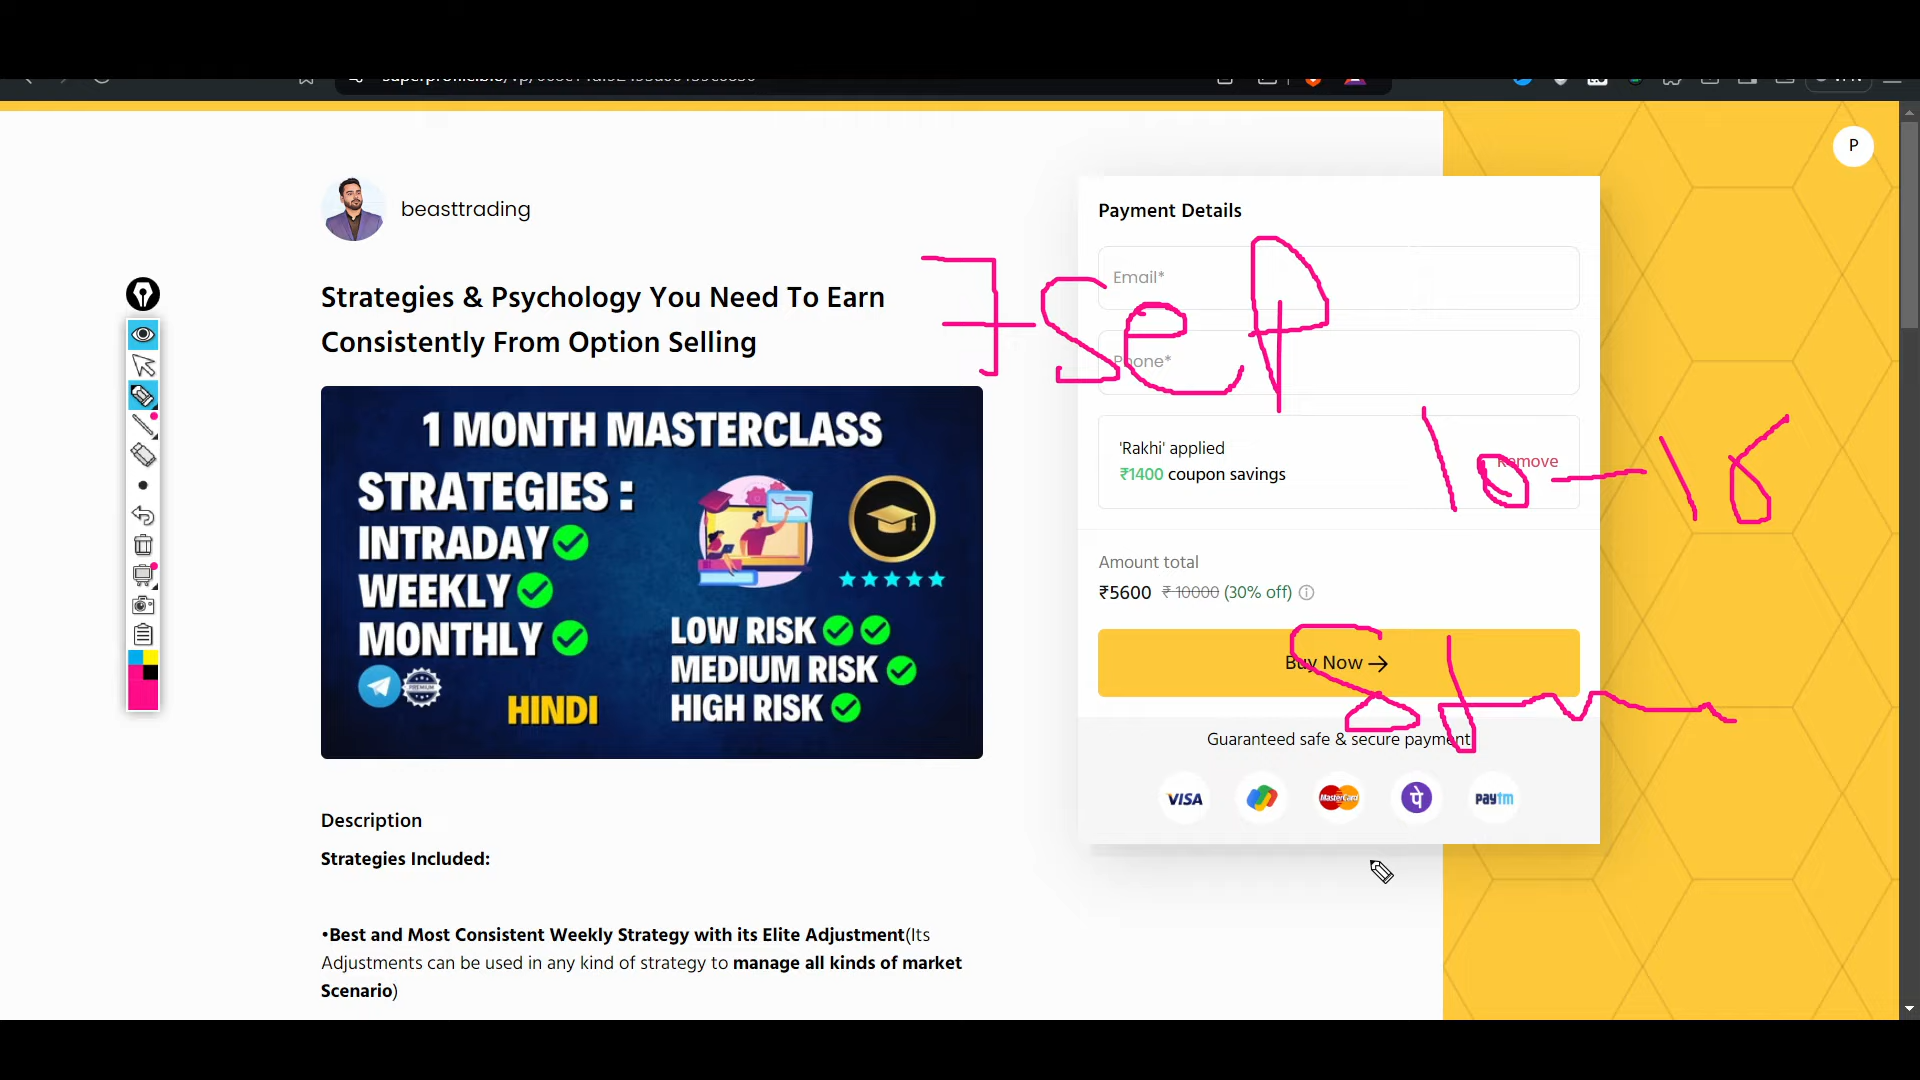 P
beasttrading
Strategies & Psychology You Need To Earn
Consistently From Option Selling
1 MONTH MASTERCLASS
STRATEGIES :
INTRADAY
WEEKLY
MONTHLY
LOW RISK
MEDIUM RISK
HIGH RISK
HINDI
Description
Strategies Included:
•Best and Most Consistent Weekly Strategy with its Elite Adjustment(Its
Adjustments can be used in any kind of strategy to manage all kinds of market
Scenario)
Payment Details
Email*
Phone*
'Rakhi' applied
₹1400 coupon savings
Remove
Amount total
₹5600 ₹ 10000 (30% off)
Buy Now →
Guaranteed safe & secure payment
VISA
MasterCard
paytm
7 SeP